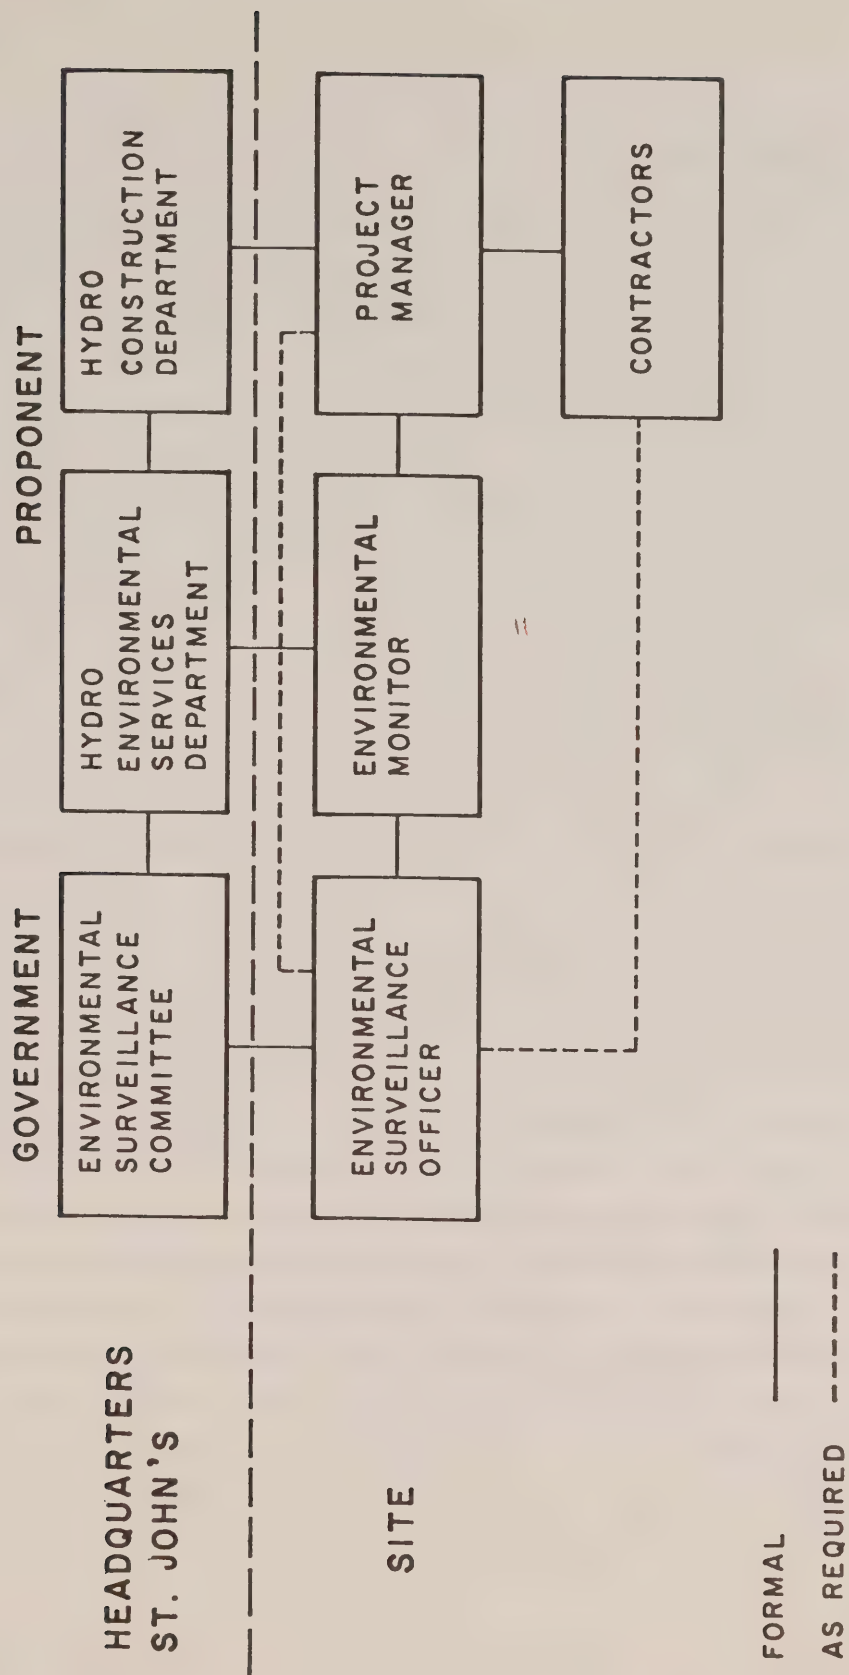 GOVERNMENT
PROPONENT
HEADQUARTERS
ST. JOHN'S
ENVIRONMENTAL
SURVEILLANCE
COMMITTEE
HYDRO
ENVIRONMENTAL
SERVICES
DEPARTMENT
HYDRO
CONSTRUCTION
DEPARTMENT
SITE
ENVIRONMENTAL
SURVEILLANCE
OFFICER
ENVIRONMENTAL
MONITOR
PROJECT
MANAGER
CONTRACTORS
FORMAL
AS REQUIRED